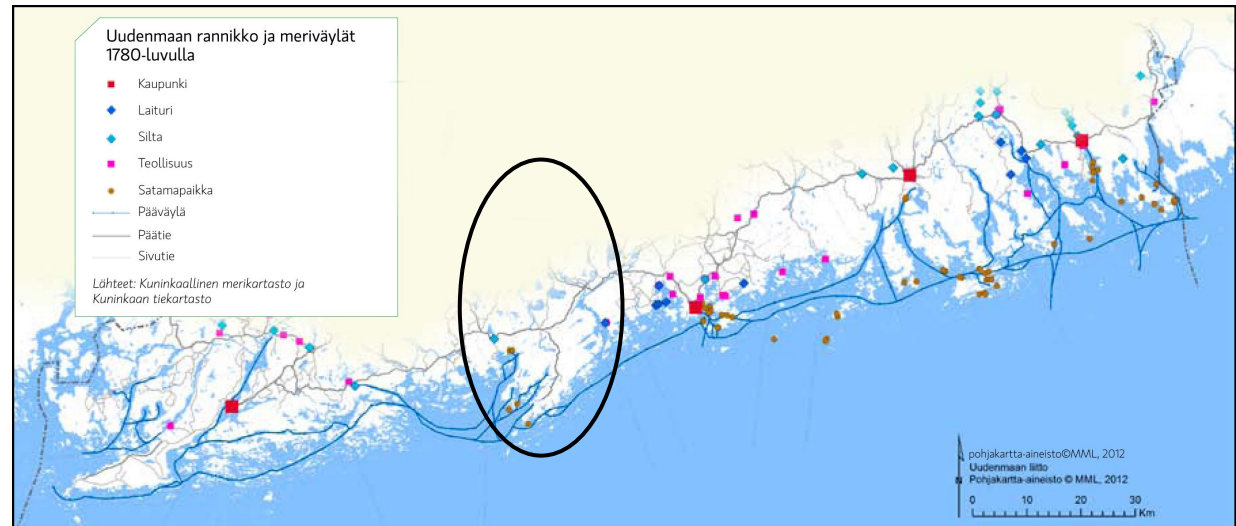 Uudenmaan rannikko ja meriväylät
1780-luvulla
Kaupunki
Laituri
Silta
Teollisuus
Satamapaikka
Pääväylä
Päätie
Sivutie
Lähteet: Kuninkaallinen merikartasto ja
Kuninkaan tiekartasto
pohjakartta-aineisto©MML, 2012
Uudenmaan liitto
N Pohjakartta-aineisto © MML, 2012
0 10 20 30
Km